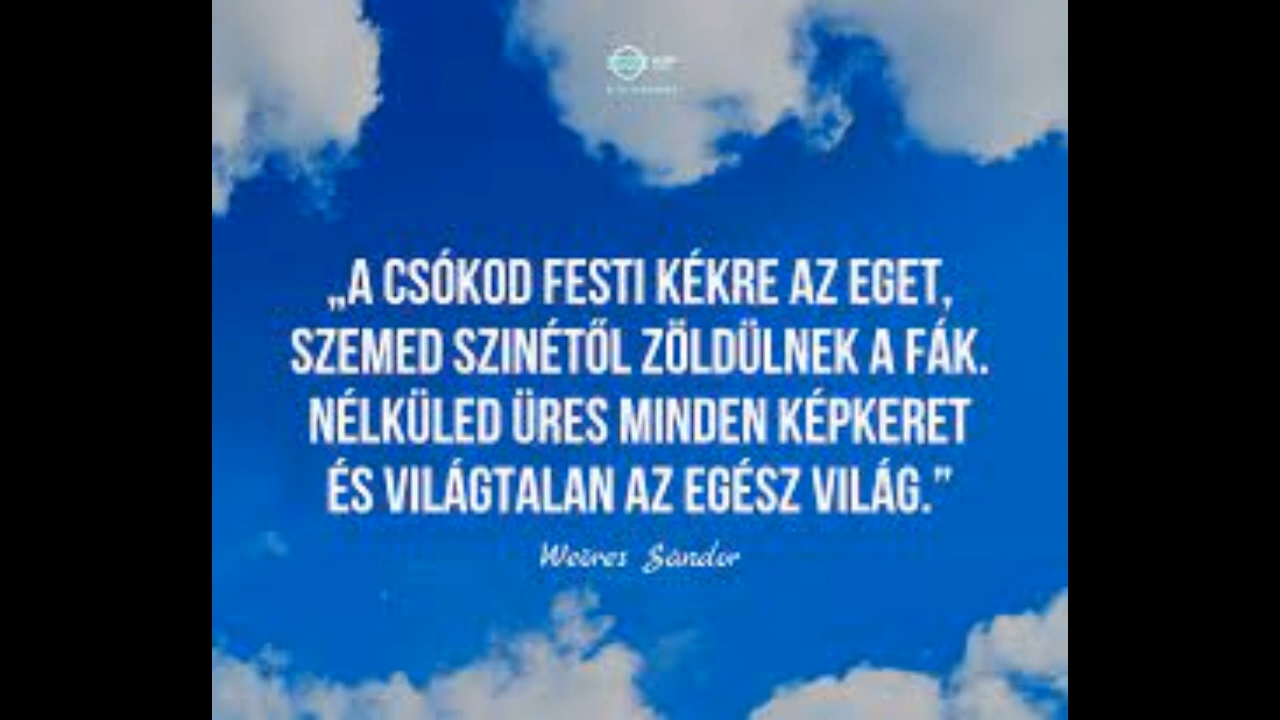 „A CSÓKOD FESTI KÉKRE AZ EGET,
SZEMED SZINÉTŐL ZÖLDÜLNEK A FÁK.
NÉLKÜLED ÜRES MINDEN KÉPKERET
ÉS VILÁGTALAN AZ EGÉSZ VILÁG.”
Weöres Sándor